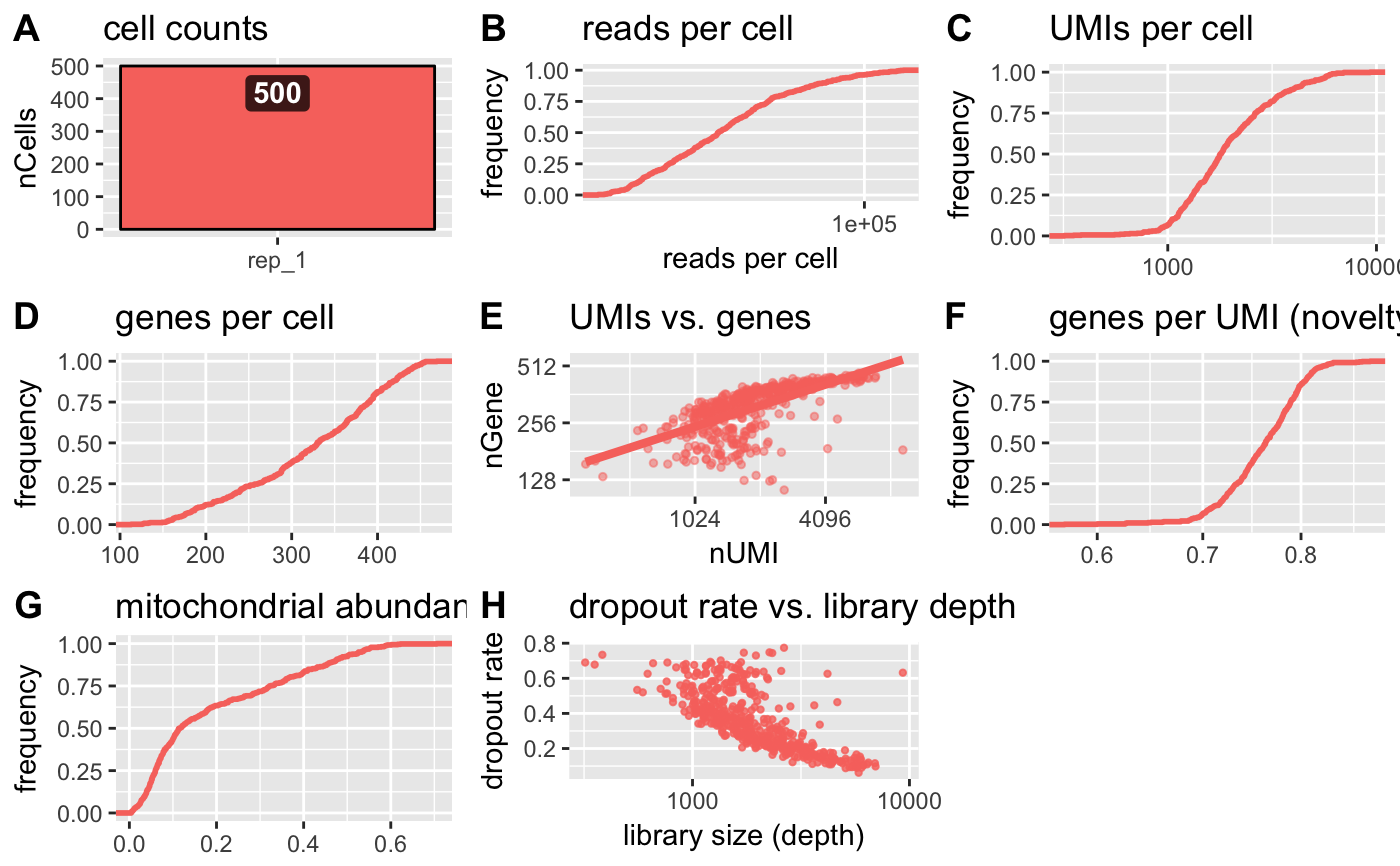 A cell counts
500
400
300
200
100
0
nCells
500
rep_1
B reads per cell
1.00
0.75
0.50
0.25
0.00
frequency
1e+05
reads per cell
C UMIs per cell
1.00
0.75
0.50
0.25
0.00
frequency
1000 10000
D genes per cell
1.00
0.75
0.50
0.25
0.00
frequency
100 200 300 400
E UMIs vs. genes
512
256
128
nGene
1024 4096
nUMI
F genes per UMI (novelty
1.00
0.75
0.50
0.25
0.00
frequency
0.6 0.7 0.8
G mitochondrial abundan
1.00
0.75
0.50
0.25
0.00
frequency
0.0 0.2 0.4 0.6
H dropout rate vs. library depth
0.8
0.6
0.4
0.2
dropout rate
1000 10000
library size (depth)